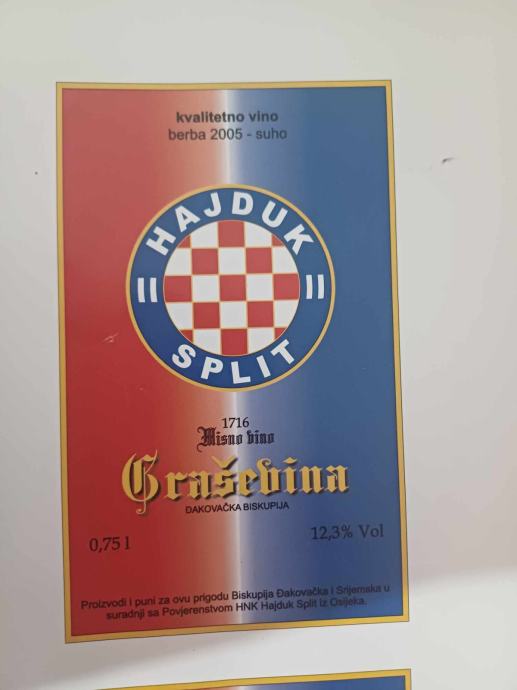 kvalitetno vino
berba 2005 - suho
HAJDUK
SPLIT
1716
Misno vino
Graševina
ĐAKOVAČKA BISKUPIJA
0,75 l
12,3% Vol
Proizvodi i puni za ovu prigodu Biskupija Đakovačka i Srijemska u
suradnji sa Povjerenstvom HNK Hajduk Split iz Osijeka.